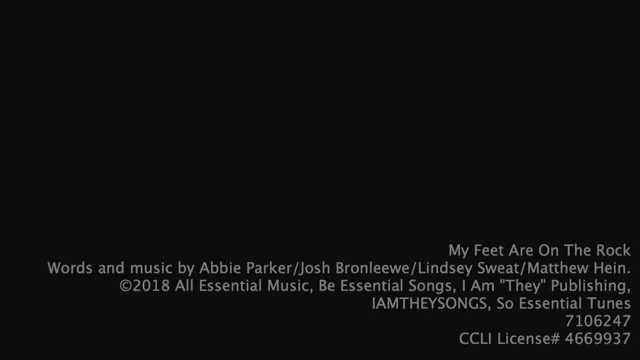 My Feet Are On The Rock
Words and music by Abbie Parker/Josh Bronleewe/Lindsey Sweat/Matthew Hein.
©2018 All Essential Music, Be Essential Songs, I Am "They" Publishing,
IAMTHEYSONGS, So Essential Tunes
7106247
CCLI License# 4669937